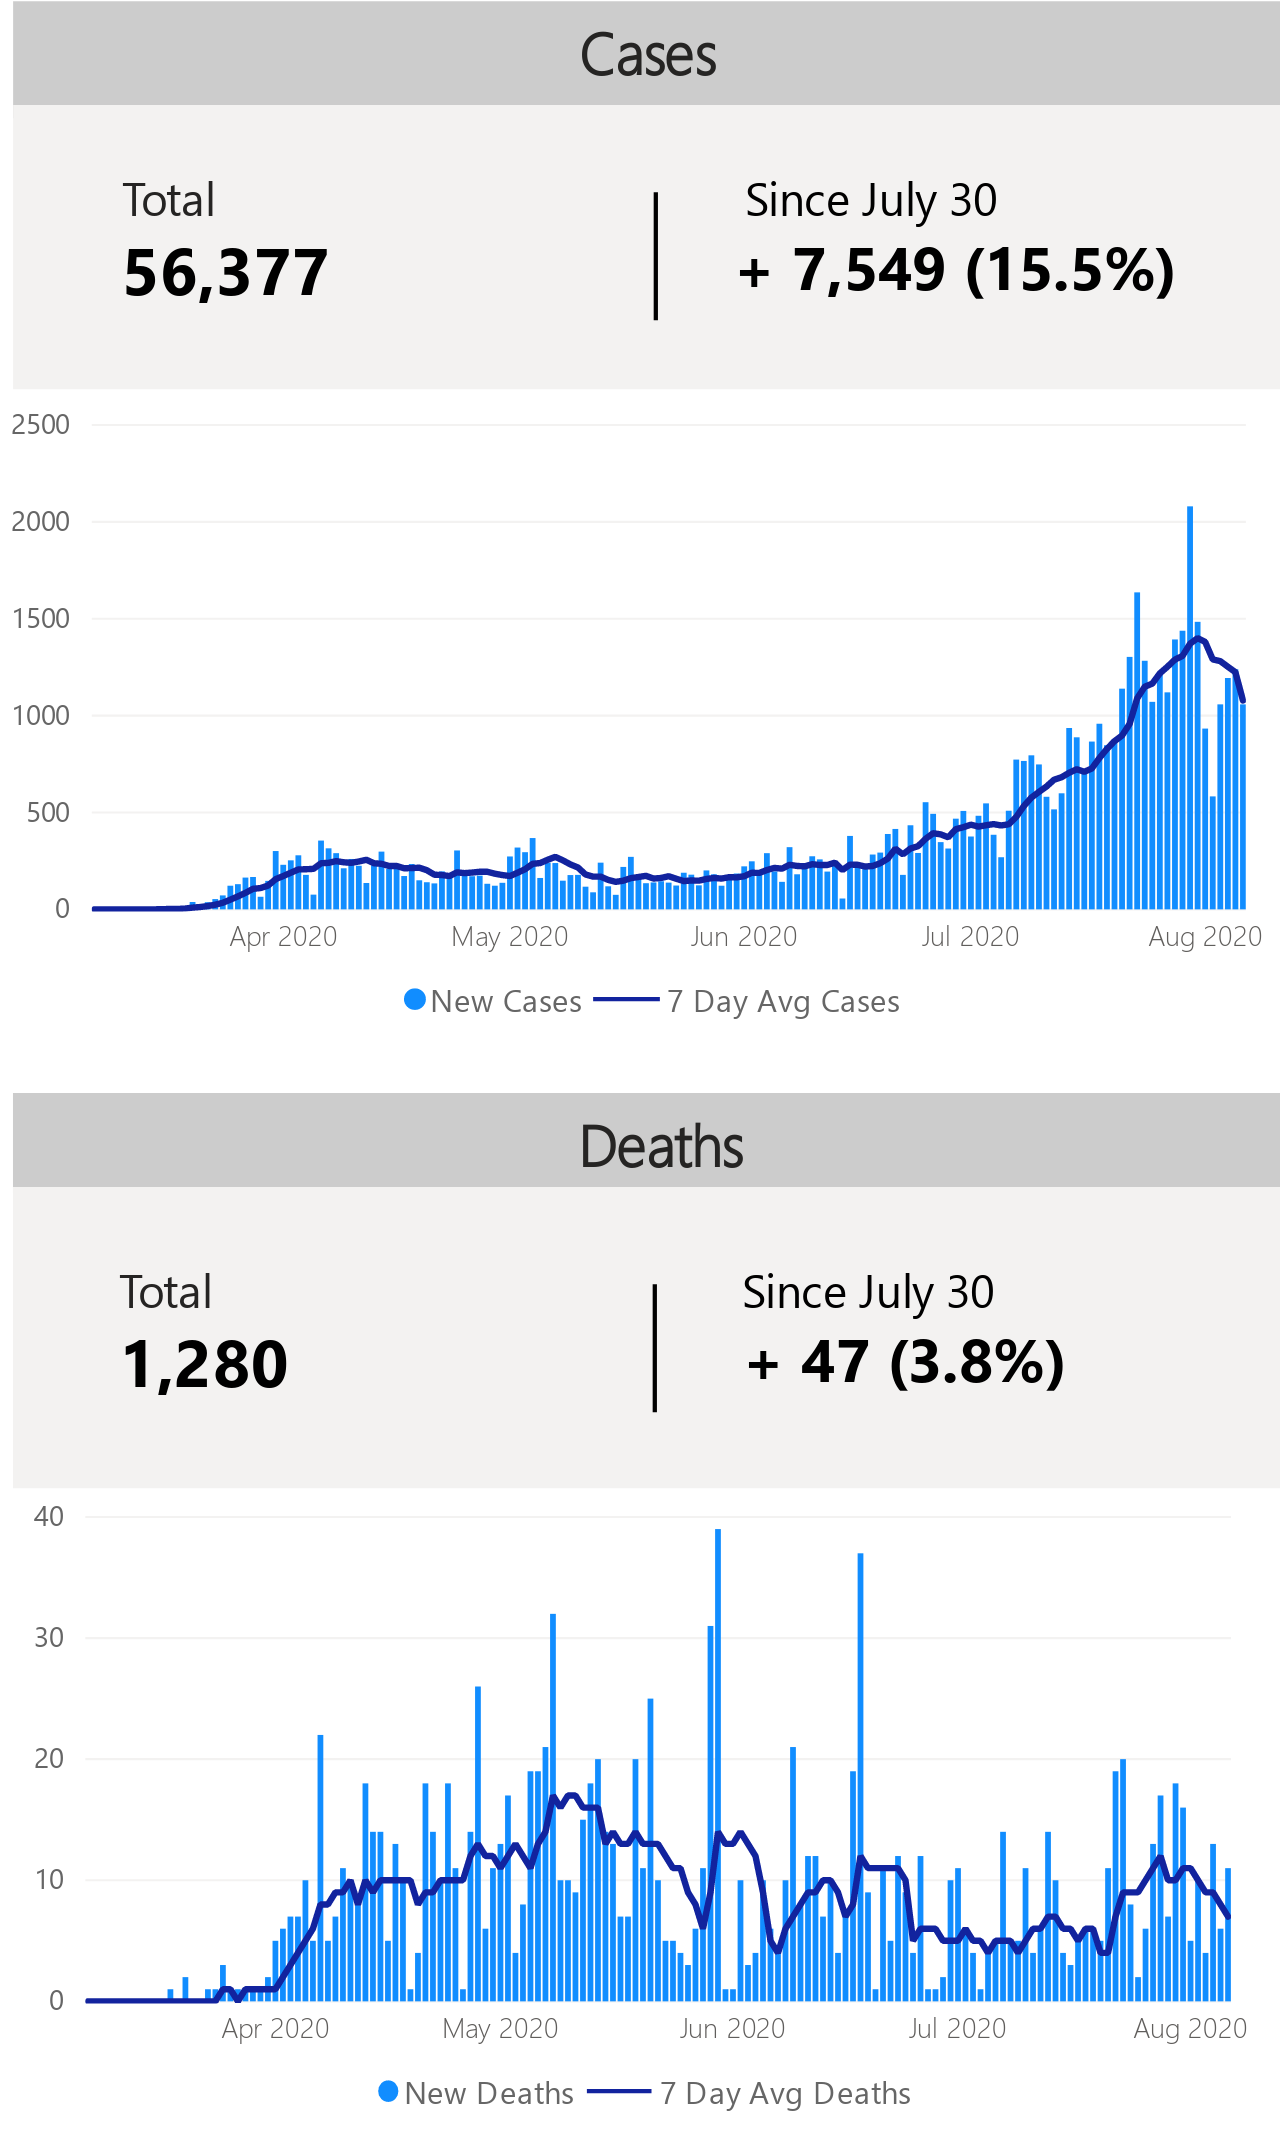 Cases
Total
Since July 30
56,377
+ 7,549 (15.5%)
2500
2000
1500
1000
500
0
Apr 2020
May 2020
Jun 2020
Jul 2020
Aug 2020
New Cases
7 Day Avg Cases
Deaths
Total
Since July 30
1,280
+ 47 (3.8%)
40
30
20
10
0
Apr 2020
May 2020
Jun 2020
Jul 2020
Aug 2020
New Deaths
7 Day Avg Deaths